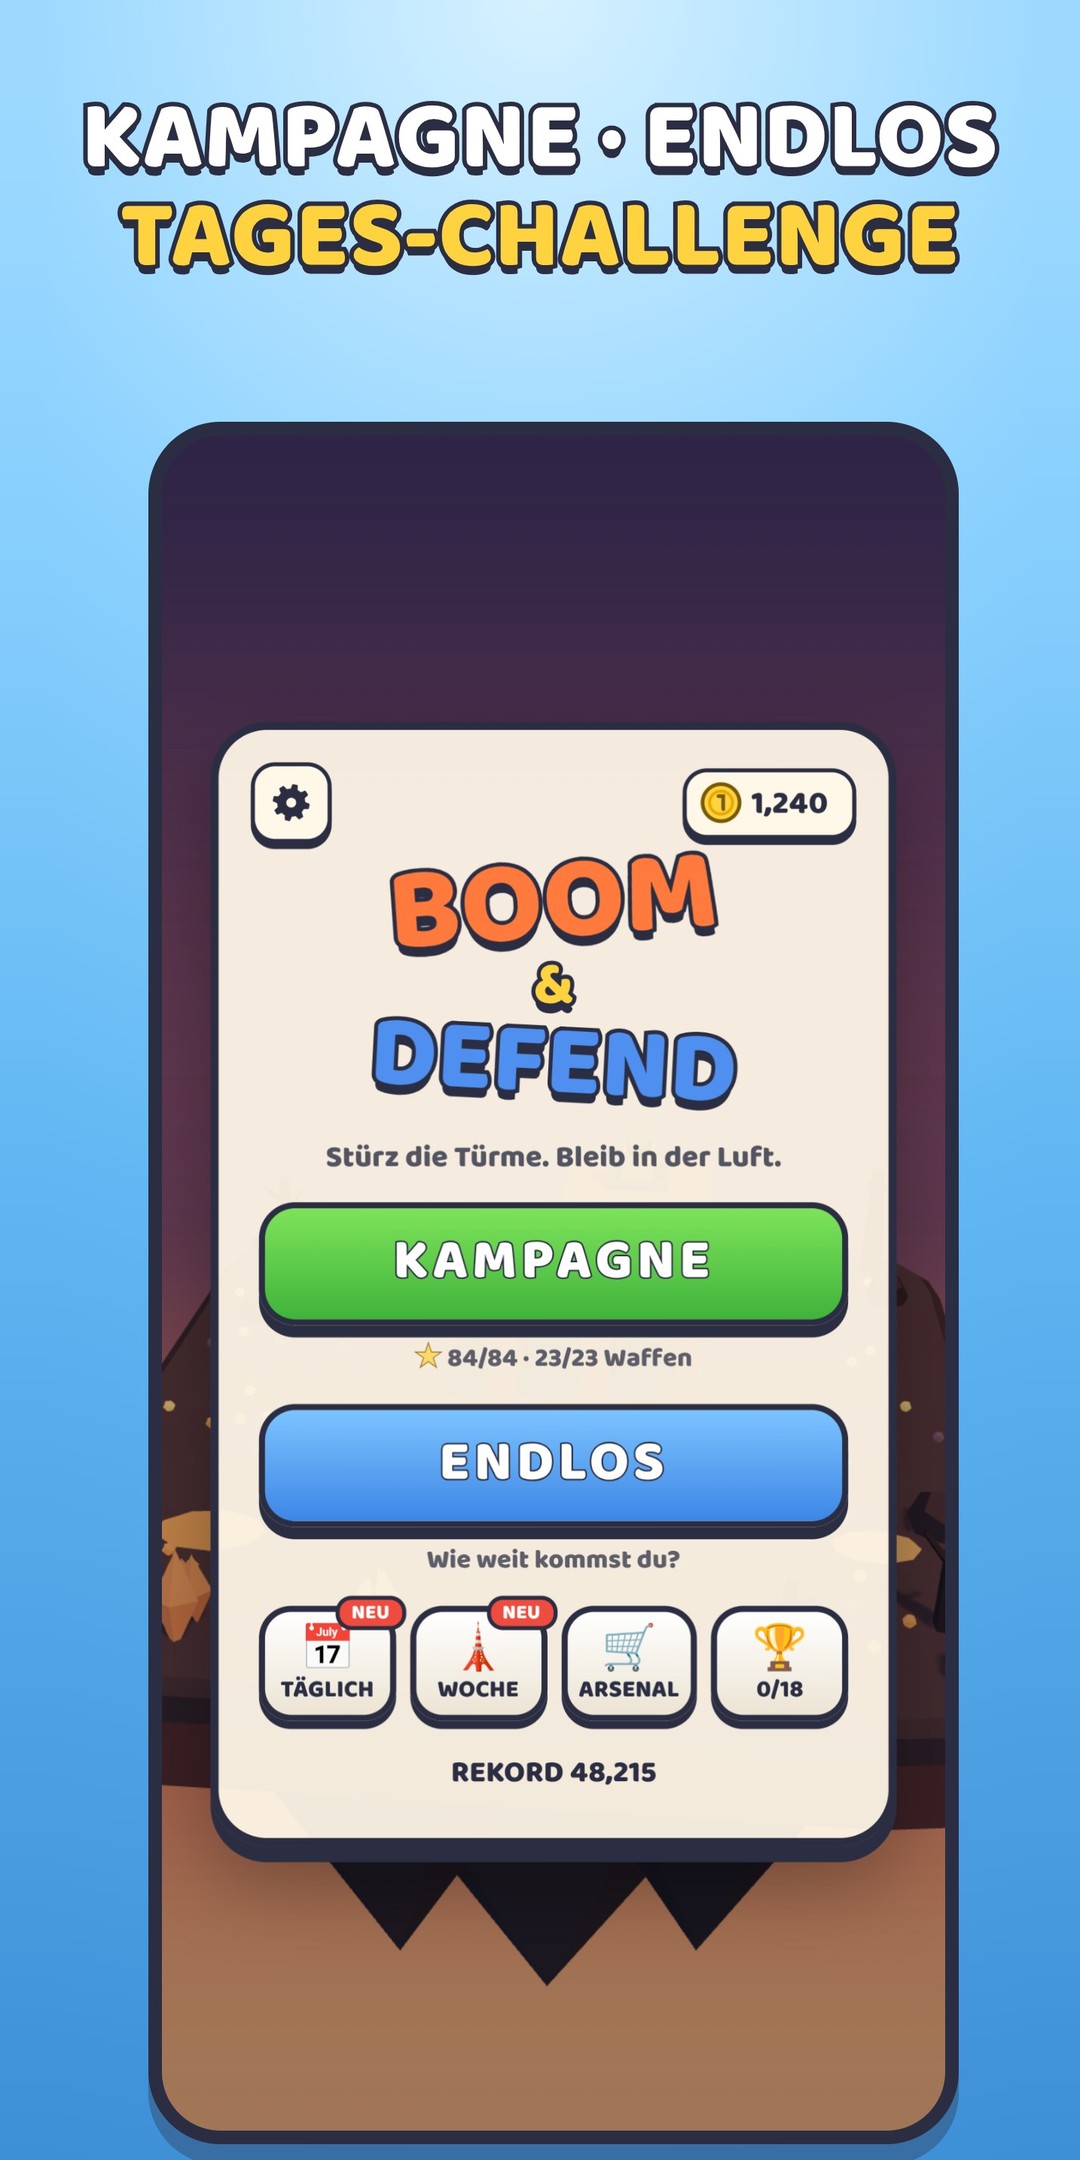 KAMPAGNE • ENDLOS
TAGES-CHALLENGE
1 1,240
BOOM
&
DEFEND
Stürz die Türme. Bleib in der Luft.
KAMPAGNE
84/84 · 23/23 Waffen
ENDLOS
Wie weit kommst du?
NEU NEU
July
17
TÄGLICH WOCHE ARSENAL 0/18
REKORD 48,215